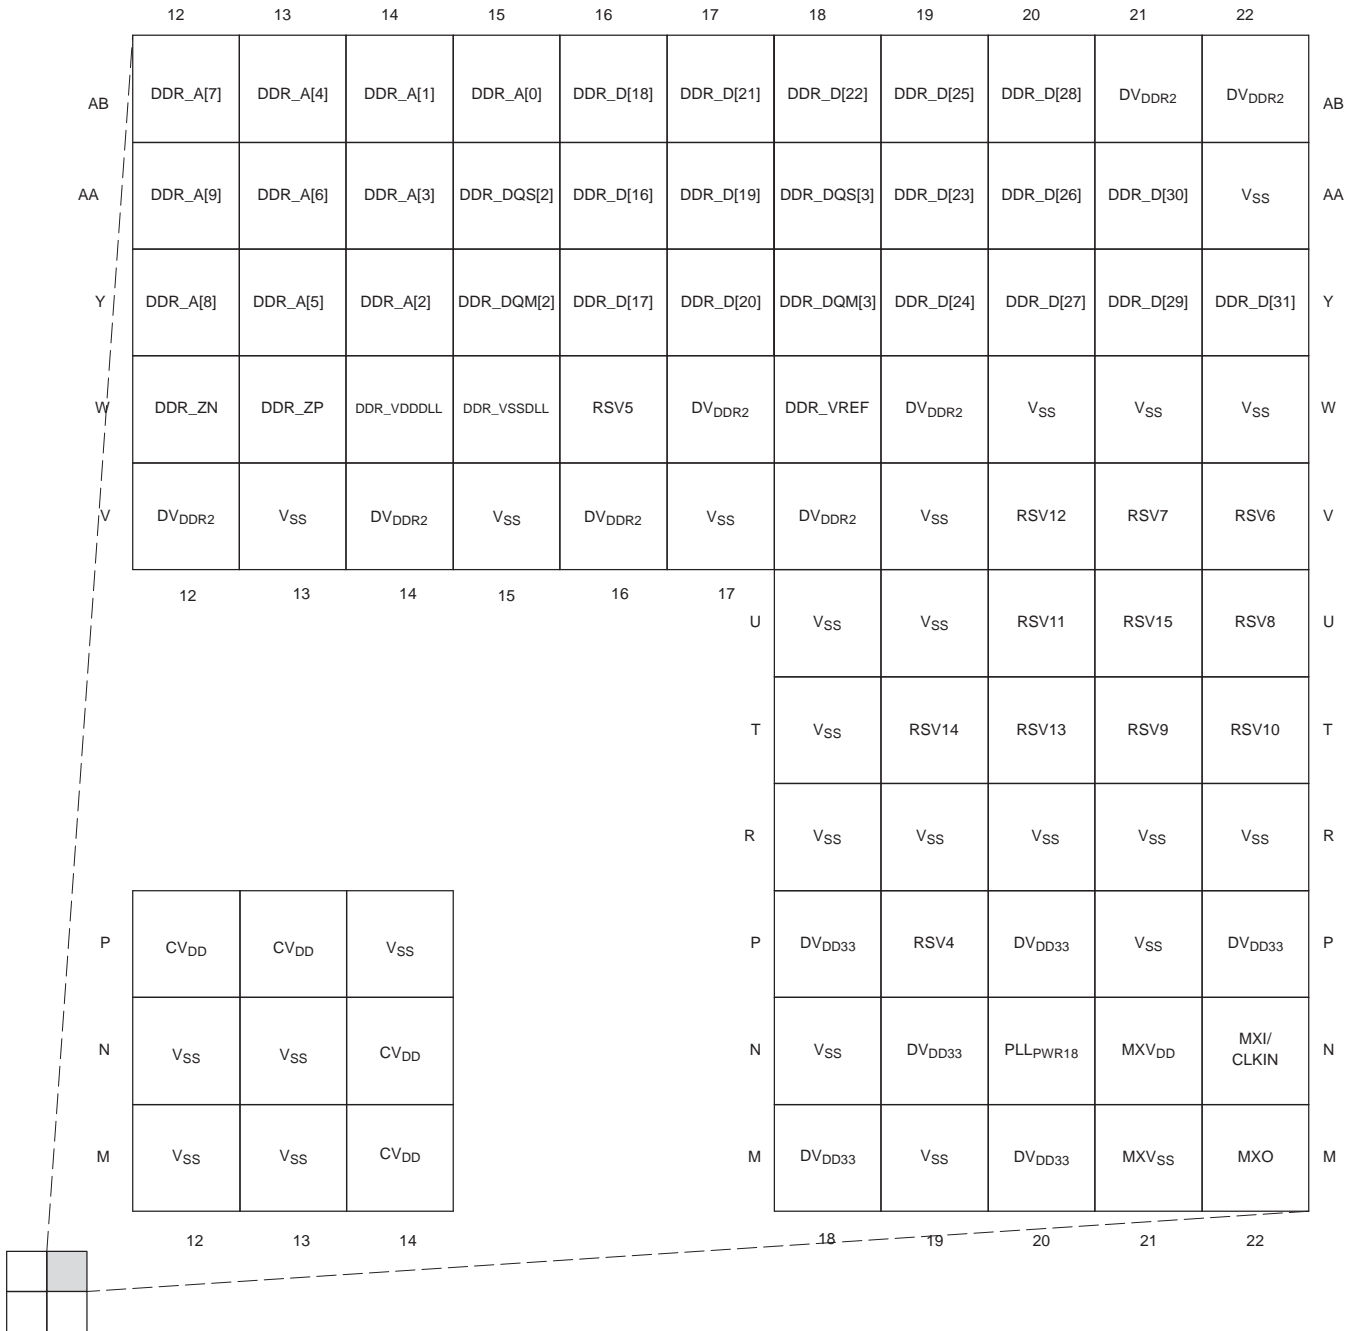 12 13 14 15 16 17 18 19 20 21 22
AB DDR_A[7] DDR_A[4] DDR_A[1] DDR_A[0] DDR_D[18] DDR_D[21] DDR_D[22] DDR_D[25] DDR_D[28] DVDDR2 DVDDR2 AB
AA DDR_A[9] DDR_A[6] DDR_A[3] DDR_DQS[2] DDR_D[16] DDR_D[19] DDR_DQS[3] DDR_D[23] DDR_D[26] DDR_D[30] VSS AA
Y DDR_A[8] DDR_A[5] DDR_A[2] DDR_DQM[2] DDR_D[17] DDR_D[20] DDR_DQM[3] DDR_D[24] DDR_D[27] DDR_D[29] DDR_D[31] Y
W DDR_ZN DDR_ZP DDR_VDDDLL DDR_VSSDLL RSV5 DVDDR2 DDR_VREF DVDDR2 VSS VSS VSS W
V DVDDR2 VSS DVDDR2 VSS DVDDR2 VSS DVDDR2 VSS RSV12 RSV7 RSV6 V
12 13 14 15 16 17
U VSS VSS RSV11 RSV15 RSV8 U
T VSS RSV14 RSV13 RSV9 RSV10 T
R VSS VSS VSS VSS VSS R
P CVDD CVDD VSS P DVDD33 RSV4 DVDD33 VSS DVDD33 P
N VSS VSS CVDD N VSS DVDD33 PLLPWR18 MXVDD MXI/ CLKIN N
M VSS VSS CVDD M DVDD33 VSS DVDD33 MXVSS MXO M
12 13 14 18 19 20 21 22